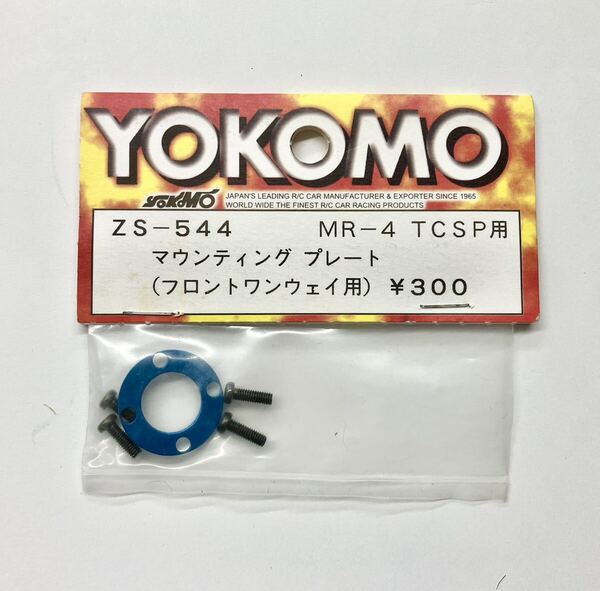 YOKOMO
YOKOMO
JAPAN'S LEADING R/C CAR MANUFACTURER & EXPORTER SINCE 1965
WORLD WIDE THE FINEST R/C CAR RACING PRODUCTS
ZS-544 MR-4 TCSP用
マウンティング プレート
(フロントワンウェイ用) ¥300